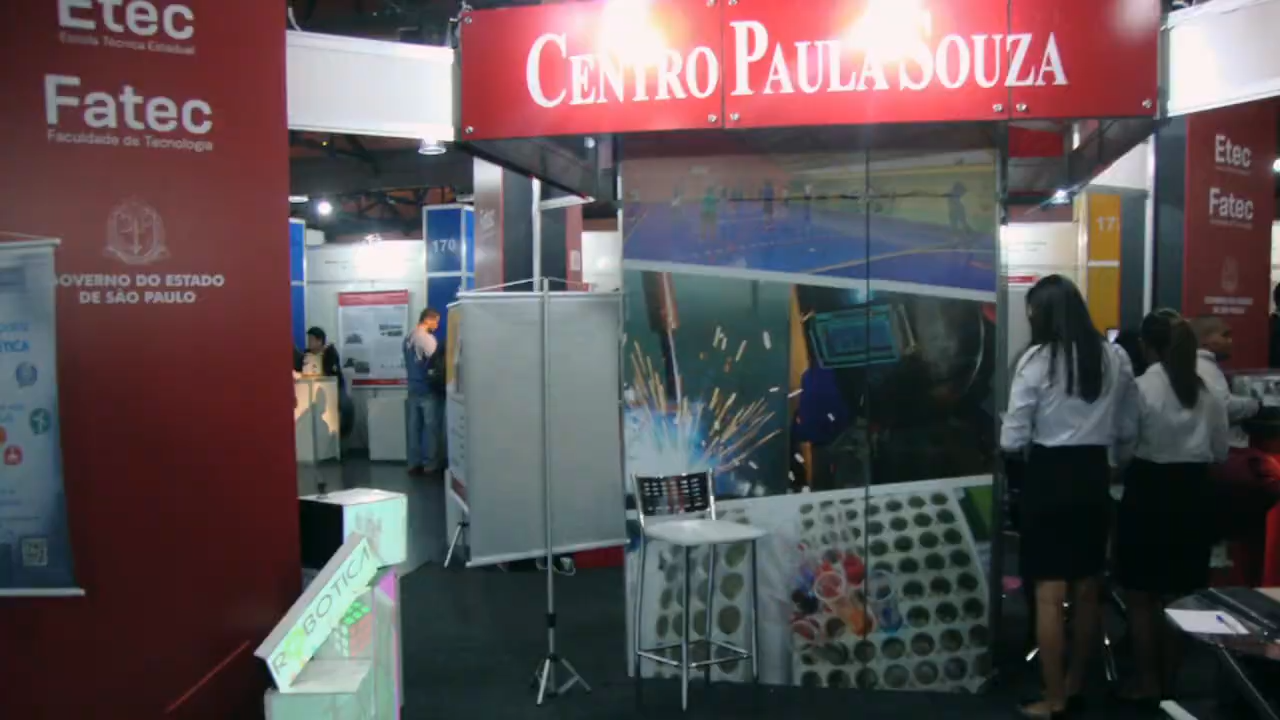 Etec
Escola Técnica Estadual
Fatec
Faculdade de Tecnologia
GOVERNO DO ESTADO
DE SÃO PAULO
CENTRO PAULA SOUZA
170
17
Etec
Fatec
ROBÓTICA